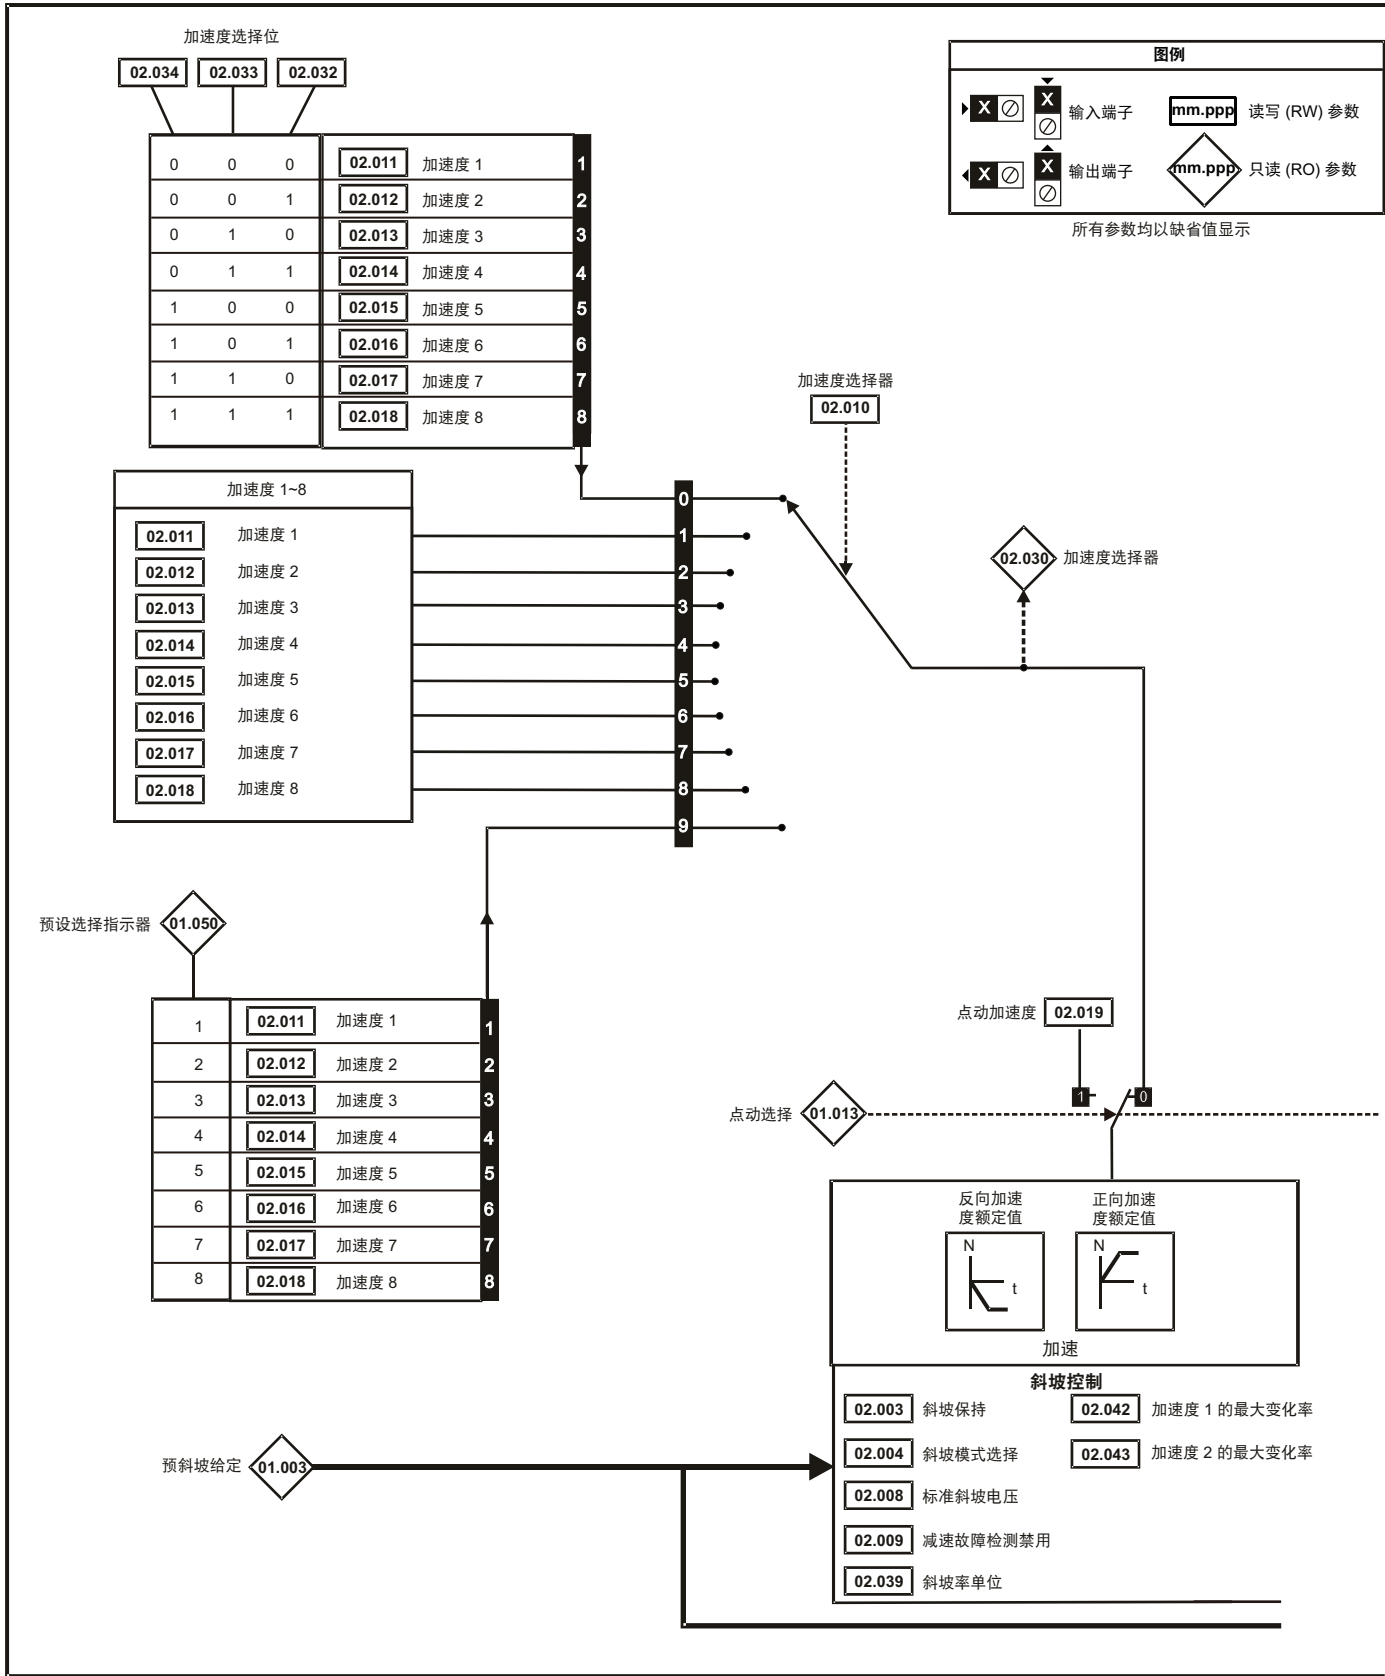 加速度选择位
02.034 02.033 02.032
0 0 0 02.011 加速度 1 1
0 0 1 02.012 加速度 2 2
0 1 0 02.013 加速度 3 3
0 1 1 02.014 加速度 4 4
1 0 0 02.015 加速度 5 5
1 0 1 02.016 加速度 6 6
1 1 0 02.017 加速度 7 7
1 1 1 02.018 加速度 8 8
图例
X X 输入端子 mm.ppp 读写 (RW) 参数
X X 输出端子 mm.ppp 只读 (RO) 参数
所有参数均以缺省值显示
加速度选择器
02.010
加速度 1~8
0
02.011 加速度 1 1
02.012 加速度 2 2
02.013 加速度 3 3
02.014 加速度 4 4
02.015 加速度 5 5
02.016 加速度 6 6
02.017 加速度 7 7
02.018 加速度 8 8
9
02.030 加速度选择器
预设选择指示器 01.050
1 02.011 加速度 1 1
2 02.012 加速度 2 2
3 02.013 加速度 3 3
4 02.014 加速度 4 4
5 02.015 加速度 5 5
6 02.016 加速度 6 6
7 02.017 加速度 7 7
8 02.018 加速度 8 8
点动加速度 02.019
1 0
点动选择 01.013
反向加速 正向加速
度额定值 度额定值
N N
t t
加速
斜坡控制
02.003 斜坡保持 02.042 加速度 1 的最大变化率
02.004 斜坡模式选择 02.043 加速度 2 的最大变化率
预斜坡给定 01.003
02.008 标准斜坡电压
02.009 减速故障检测禁用
02.039 斜坡率单位